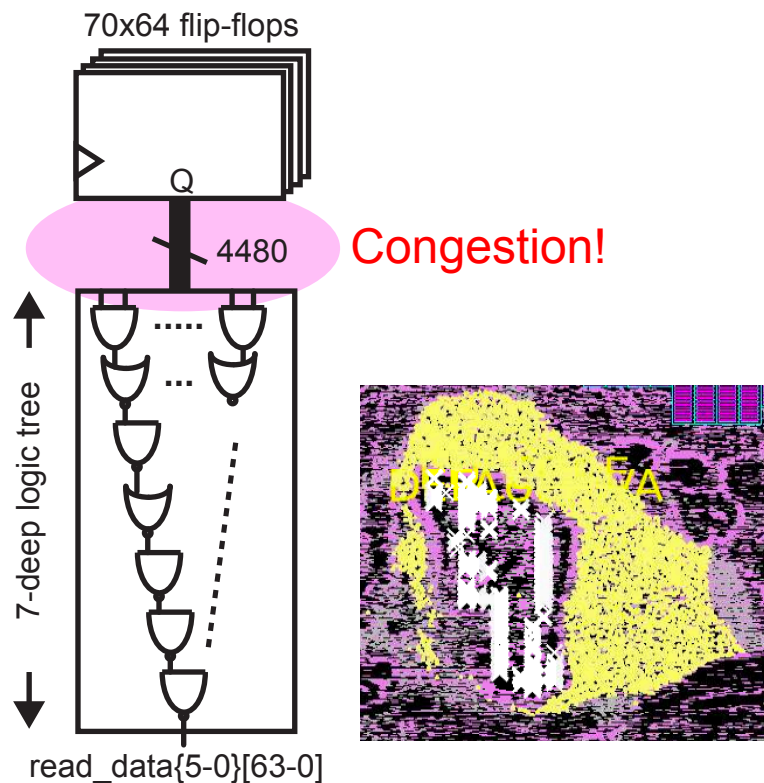 70x64 flip-flops
Q
4480
Congestion!
.....
...
7-deep logic tree
read_data{5-0}[63-0]